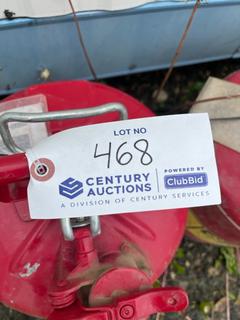 LOT NO
468
CENTURY
AUCTIONS
POWERED BY
ClubBid
A DIVISION OF CENTURY SERVICES